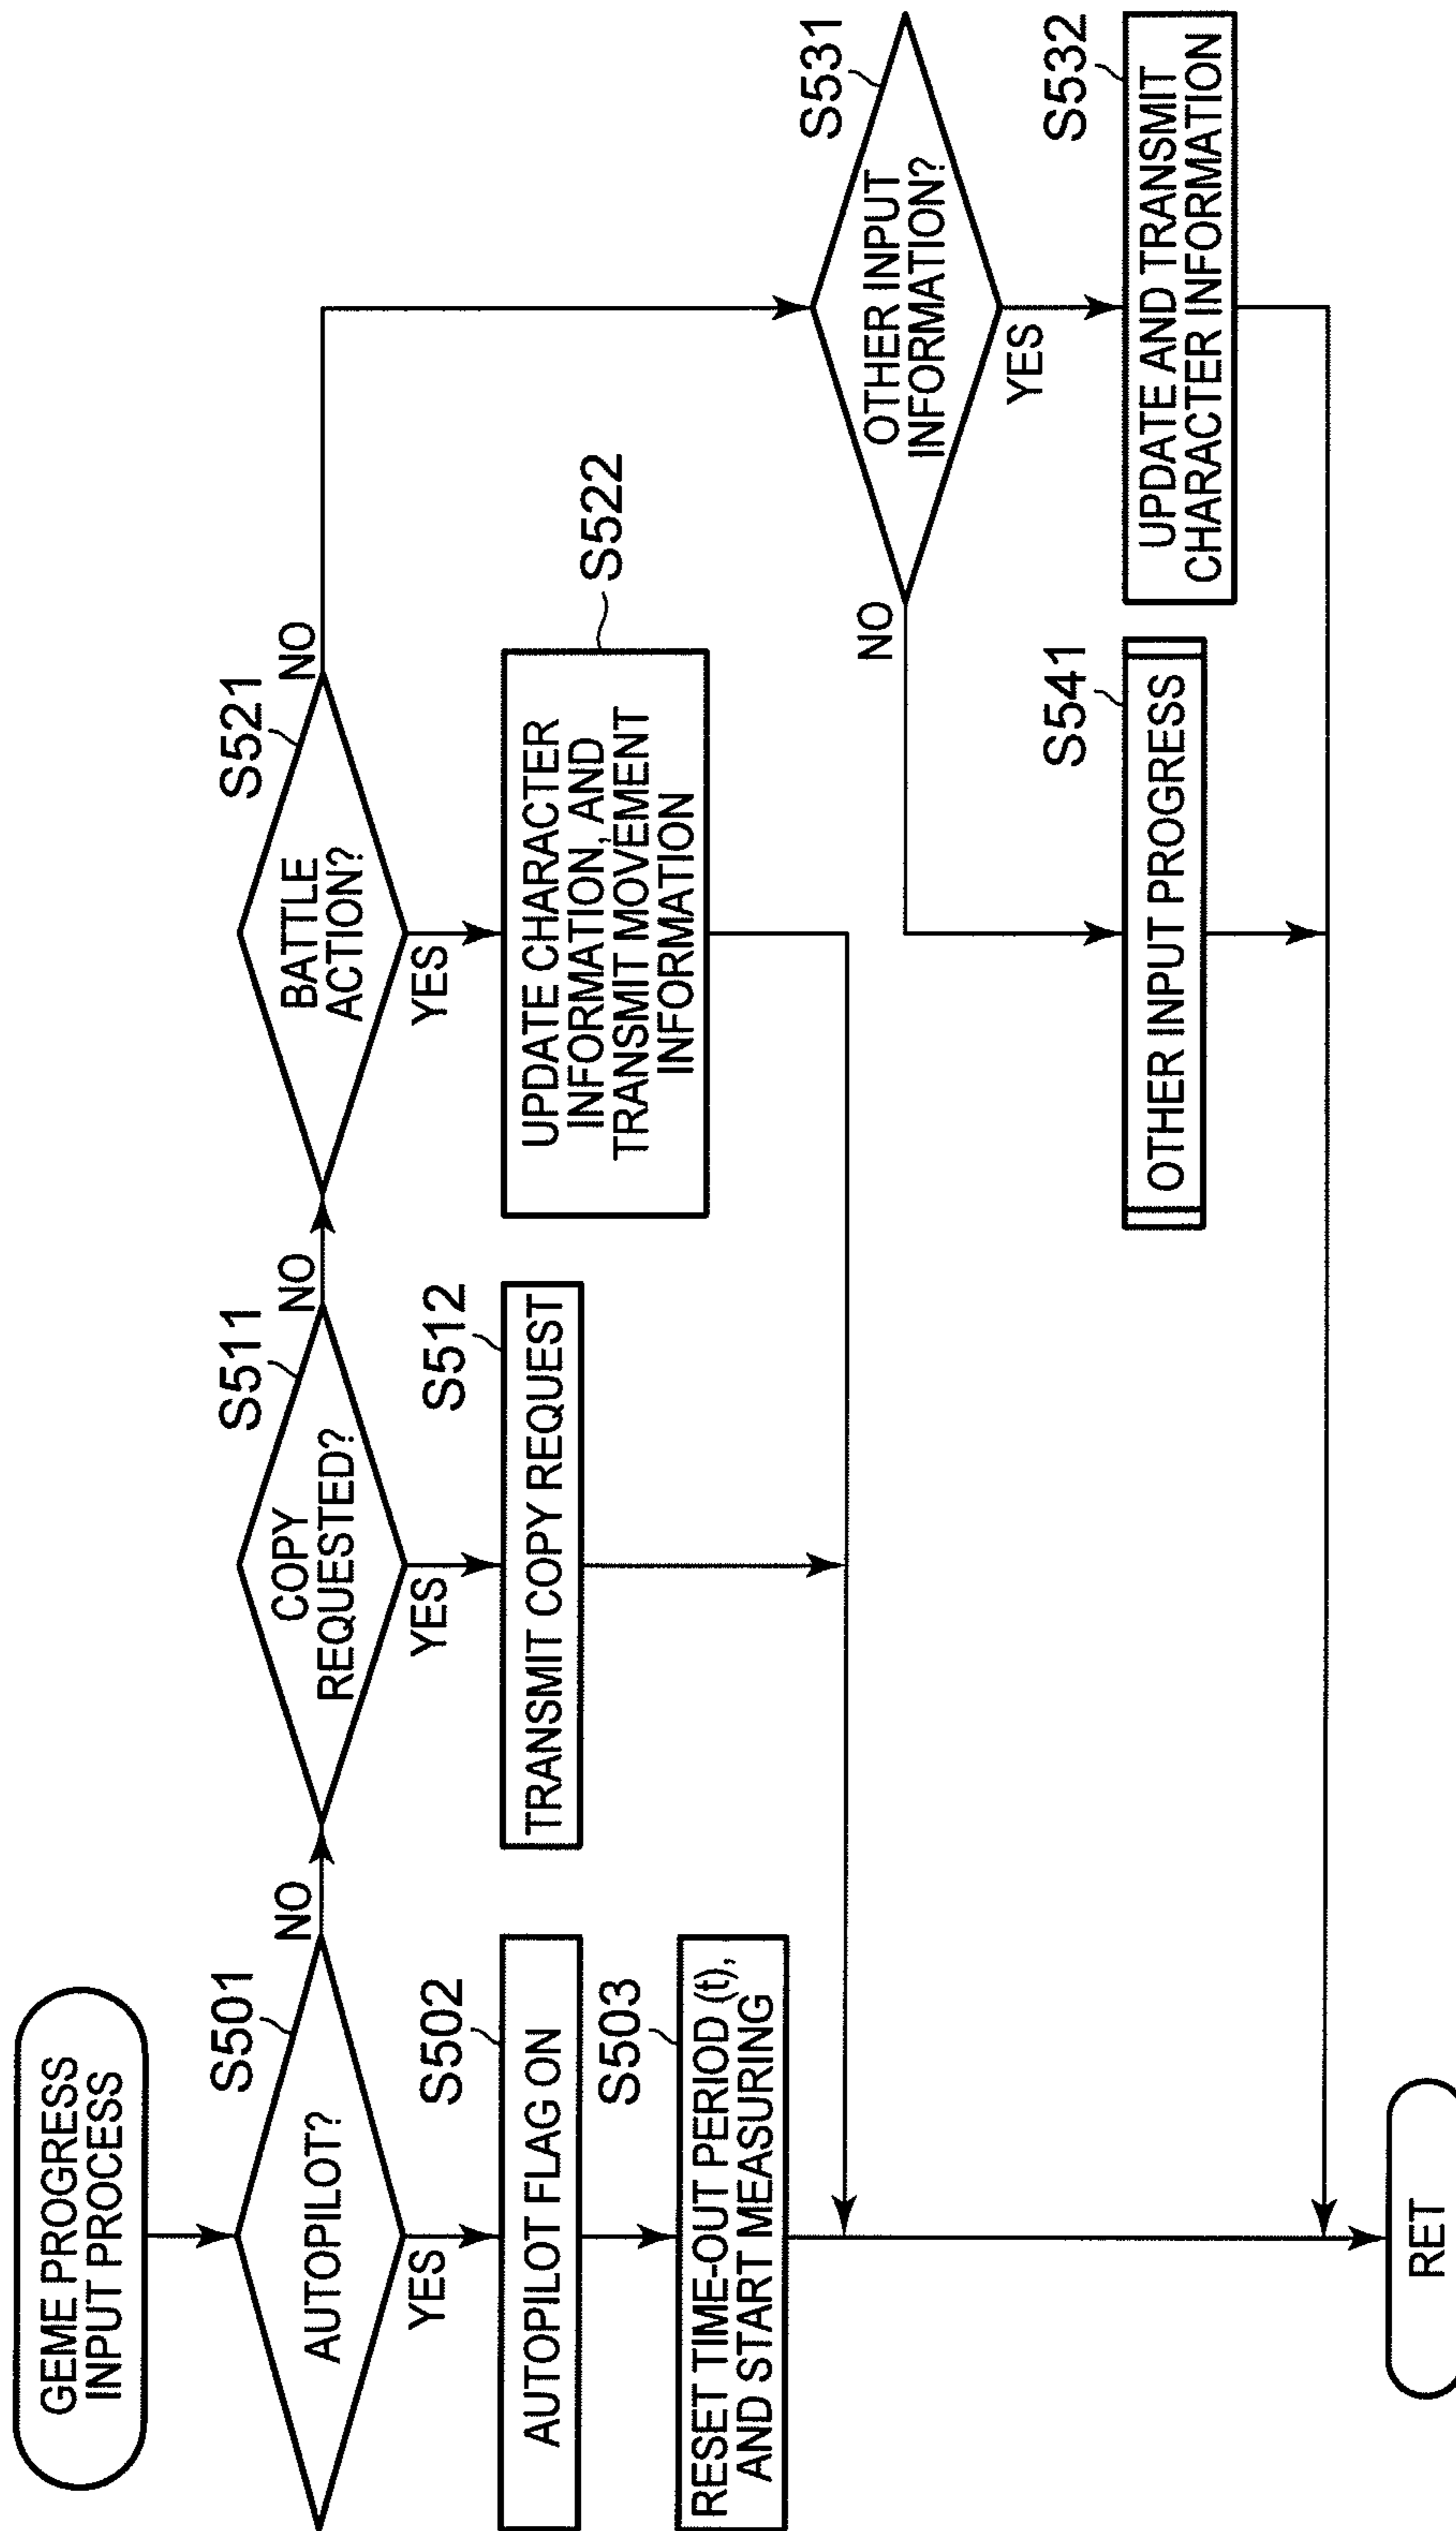 GEME PROGRESS
INPUT PROCESS
S501
AUTOPILOT?
NO
YES
S502
AUTOPILOT FLAG ON
S503
RESET TIME-OUT PERIOD (t),
AND START MEASURING
S511
COPY
REQUESTED?
NO
YES
S512
TRANSMIT COPY REQUEST
S521
BATTLE
ACTION?
NO
YES
S522
UPDATE CHARACTER
INFORMATION, AND
TRANSMIT MOVEMENT
INFORMATION
S531
OTHER INPUT
INFORMATION?
NO
YES
S532
UPDATE AND TRANSMIT
CHARACTER INFORMATION
S541
OTHER INPUT PROGRESS
RET